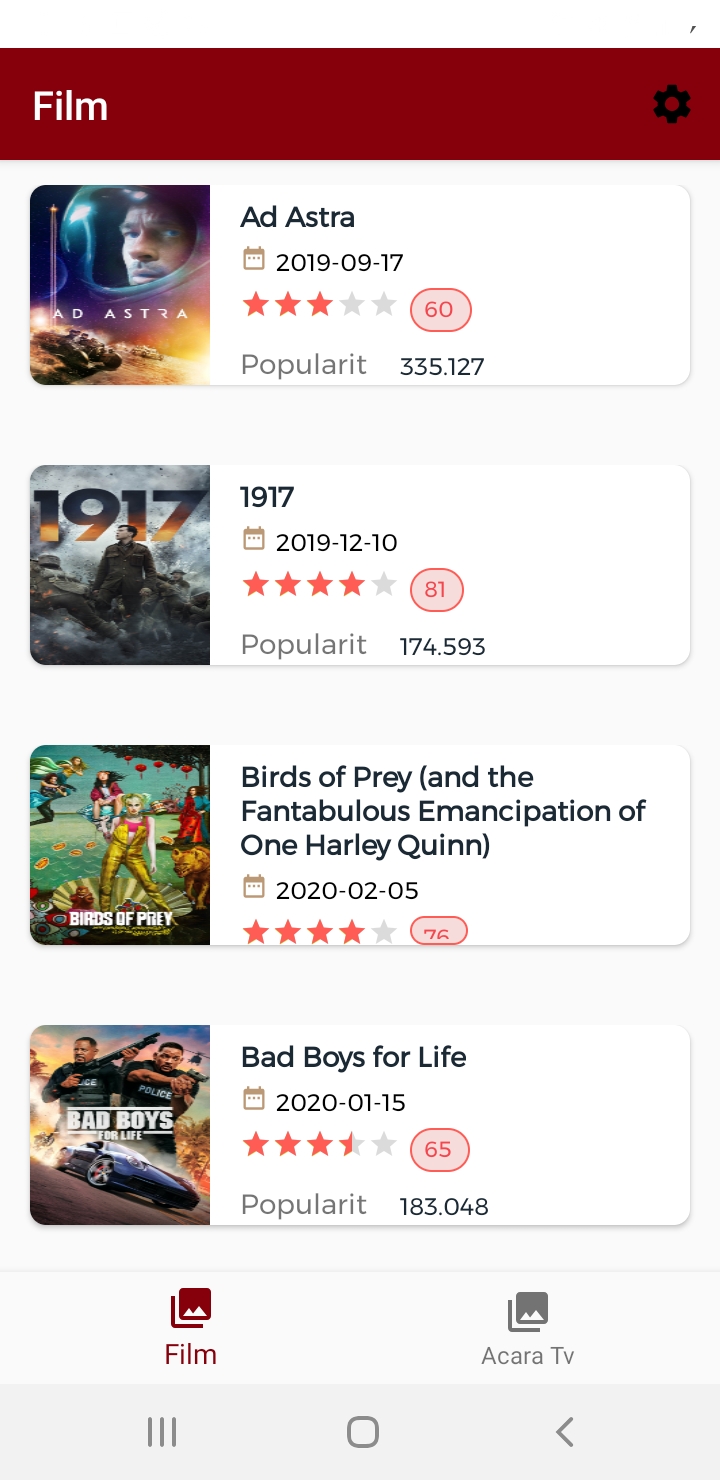 Film
AD ASTRA
Ad Astra
2019-09-17
60
Popularit 335.127
1917
1917
2019-12-10
81
Popularit 174.593
BIRDS OF PREY
Birds of Prey (and the
Fantabulous Emancipation of
One Harley Quinn)
2020-02-05
76
POLICE
BAD BOYS
FOR LIFE
Bad Boys for Life
2020-01-15
65
Popularit 183.048
Film
Acara Tv